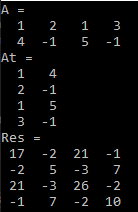 A =
1 2 1 3
4 -1 5 -1
At =
1 4
2 -1
1 5
3 -1
Res =
17 -2 21 -1
-2 5 -3 7
21 -3 26 -2
-1 7 -2 10